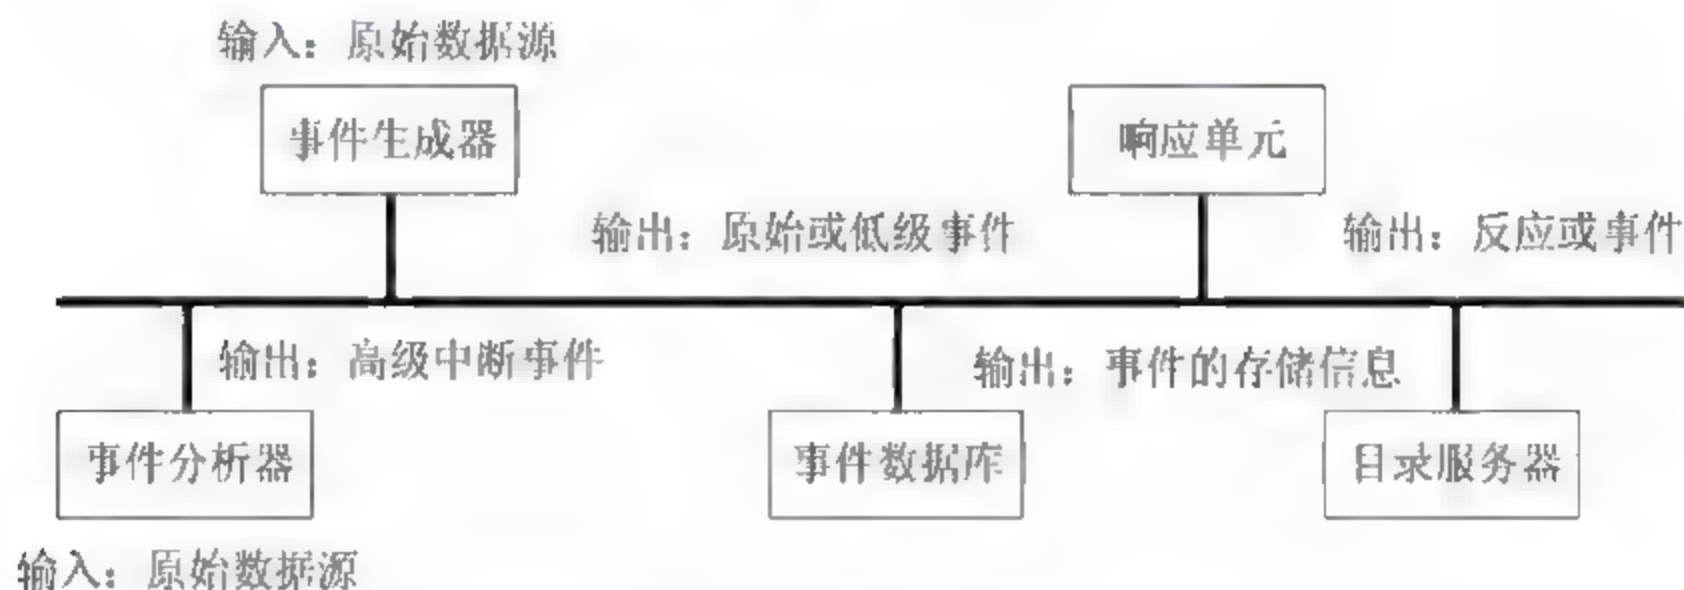 输入：原始数据源
事件生成器
响应单元
输出：原始或低级事件
输出：反应或事件
输出：高级中断事件
输出：事件的存储信息
事件分析器
事件数据库
目录服务器
输入：原始数据源